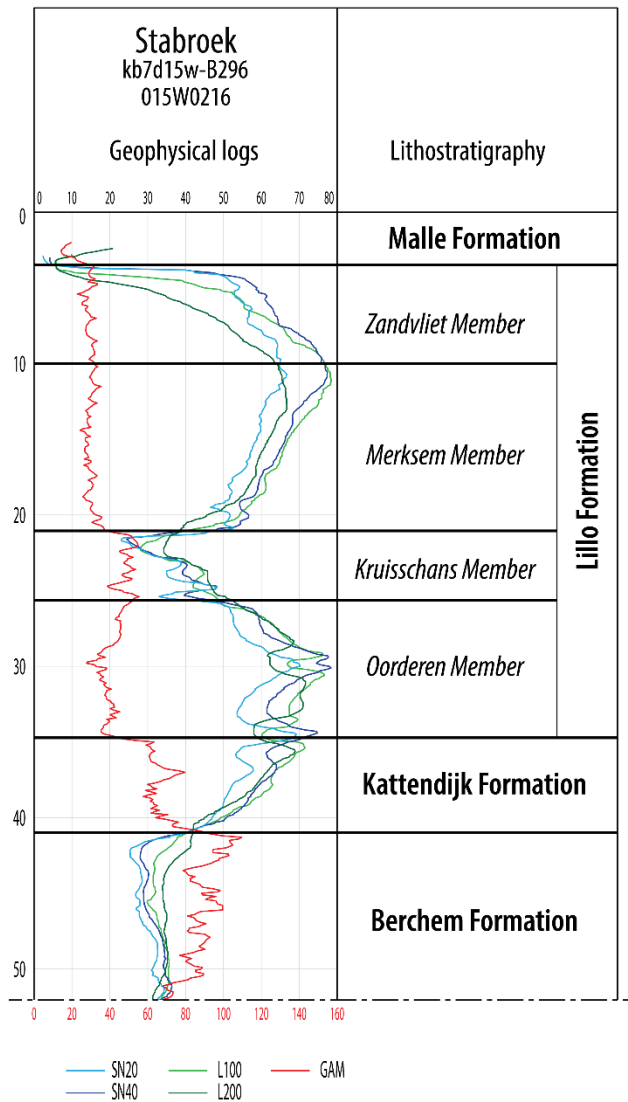 Stabroek
kb7d15w-B296
015W0216
Geophysical logs
Lithostratigraphy
0 10 20 30 40 50 60 70 80
0
Malle Formation
Zandvliet Member
10
Merksem Member
Lillo Formation
20
Kruisschans Member
Oorderen Member
30
Kattendijk Formation
40
Berchem Formation
50
0 20 40 60 80 100 120 140 160
SN20 L100 GAM
SN40 L200